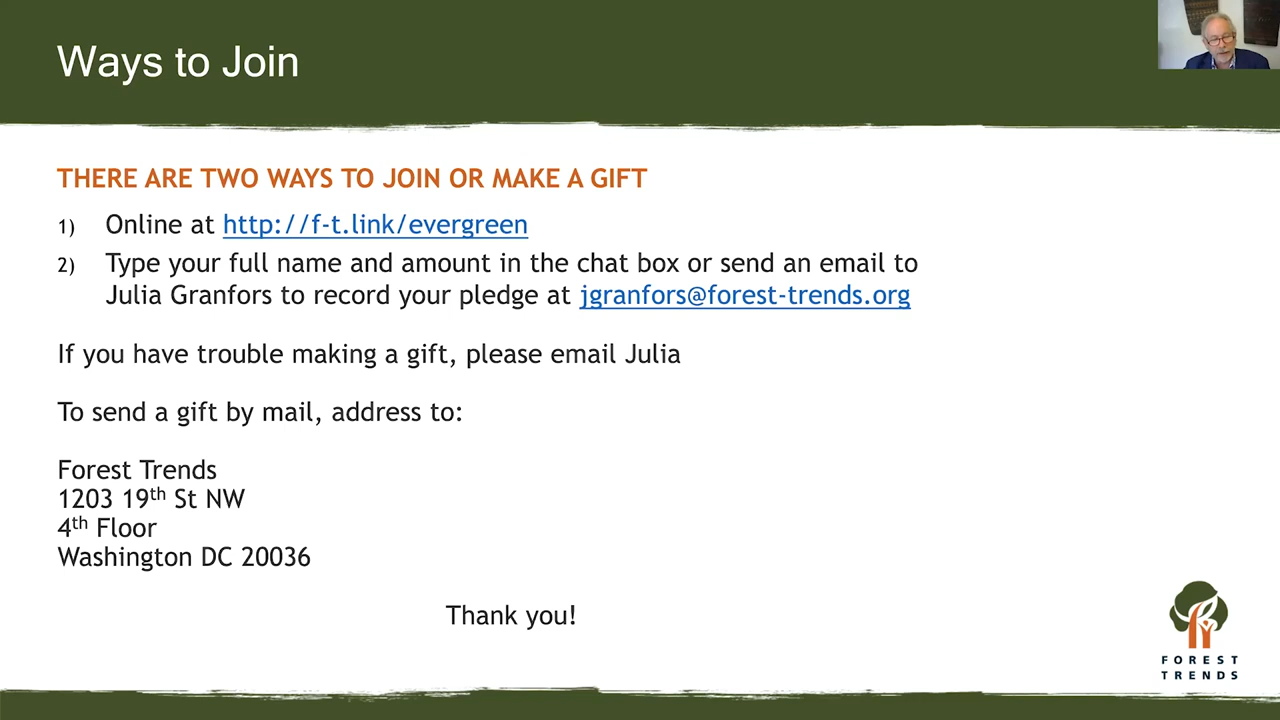 Ways to Join
THERE ARE TWO WAYS TO JOIN OR MAKE A GIFT
1) Online at http://f-t.link/evergreen
2) Type your full name and amount in the chat box or send an email to
Julia Granfors to record your pledge at jgranfors@forest-trends.org
If you have trouble making a gift, please email Julia
To send a gift by mail, address to:
Forest Trends
1203 19th St NW
4th Floor
Washington DC 20036
Thank you!
FOREST
TRENDS